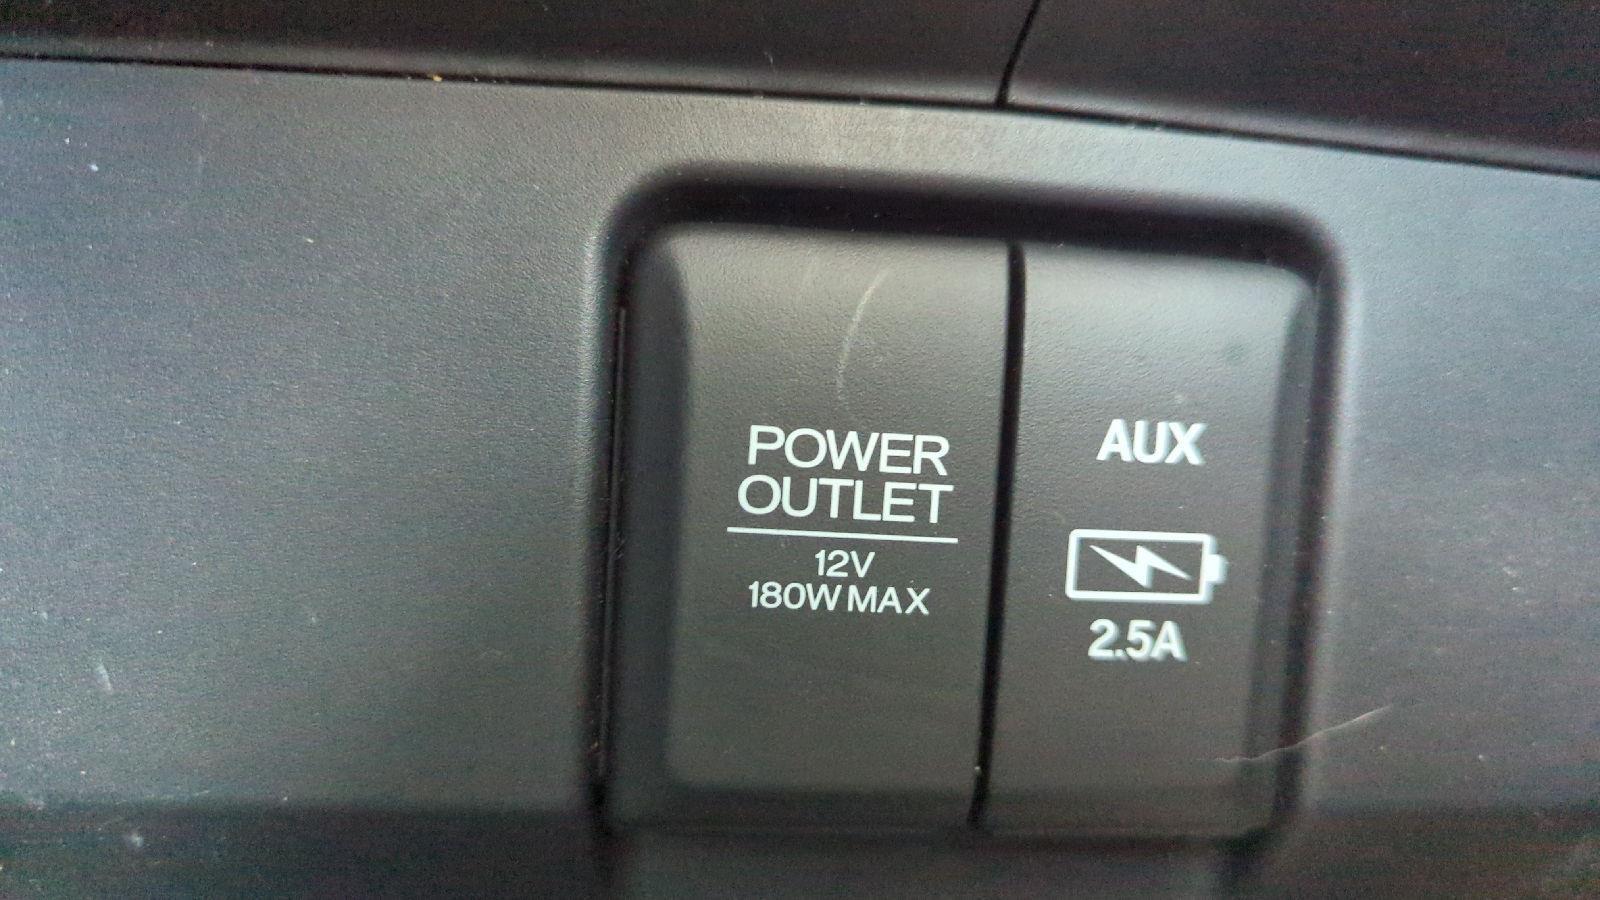 POWER
OUTLET
12V
180W MAX
AUX
2.5A